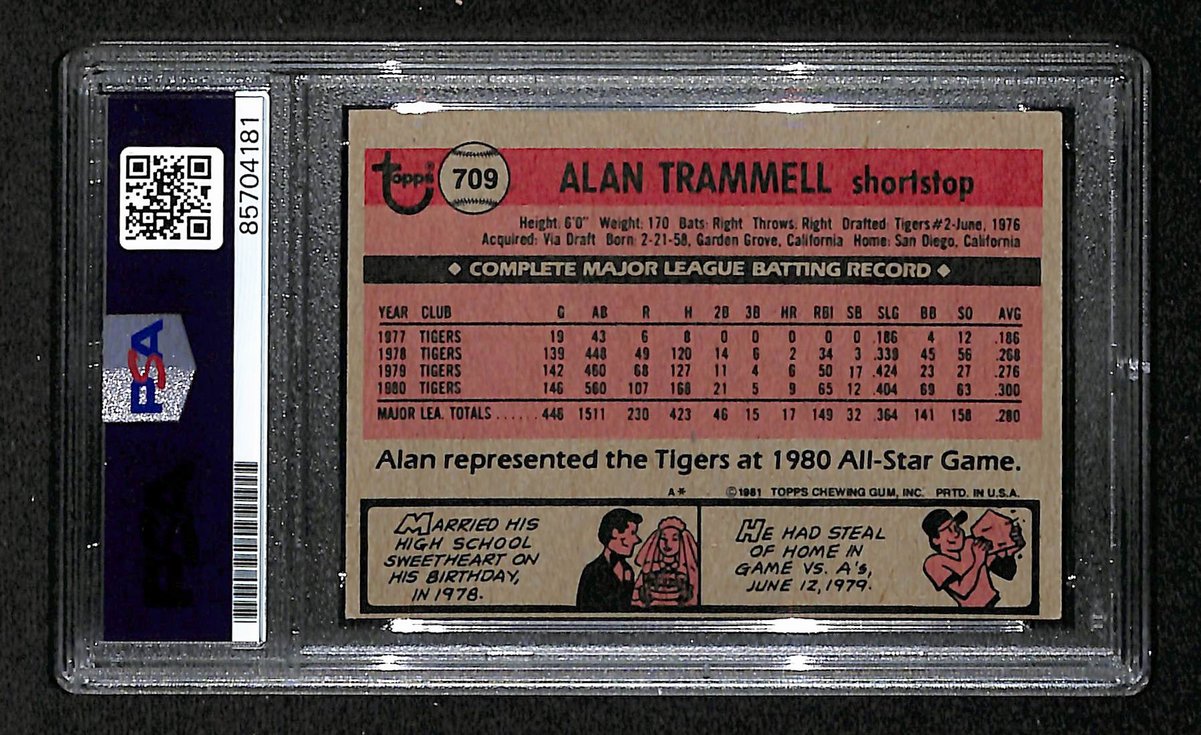 85704181
PSA
PSA
Topps® 709 ALAN TRAMMELL shortstop
Height: 6'0" Weight: 170 Bats: Right Throws: Right Drafted: Tigers #2-June, 1976
Acquired: Via Draft Born: 2-21-58, Garden Grove, California Home: San Diego, California
◆ COMPLETE MAJOR LEAGUE BATTING RECORD ◆
YEAR CLUB G AB R H 2B 3B HR RBI SB SLG BB SO AVG
1977 TIGERS 19 43 6 8 0 0 0 0 0 .186 4 12 .186
1978 TIGERS 139 448 49 120 14 6 2 34 3 .339 45 56 .268
1979 TIGERS 142 460 68 127 11 4 6 50 17 .424 23 27 .276
1980 TIGERS 146 560 107 168 21 5 9 65 12 .404 69 63 .300
MAJOR LEA. TOTALS ...... 446 1511 230 423 46 15 17 149 32 .364 141 158 .280
Alan represented the Tigers at 1980 All-Star Game.
A* ©1981 TOPPS CHEWING GUM, INC. PRTD. IN U.S.A.
MARRIED HIS
HIGH SCHOOL
SWEETHEART ON
HIS BIRTHDAY,
IN 1978.
HE HAD STEAL
OF HOME IN
GAME VS. A's,
JUNE 12, 1979.